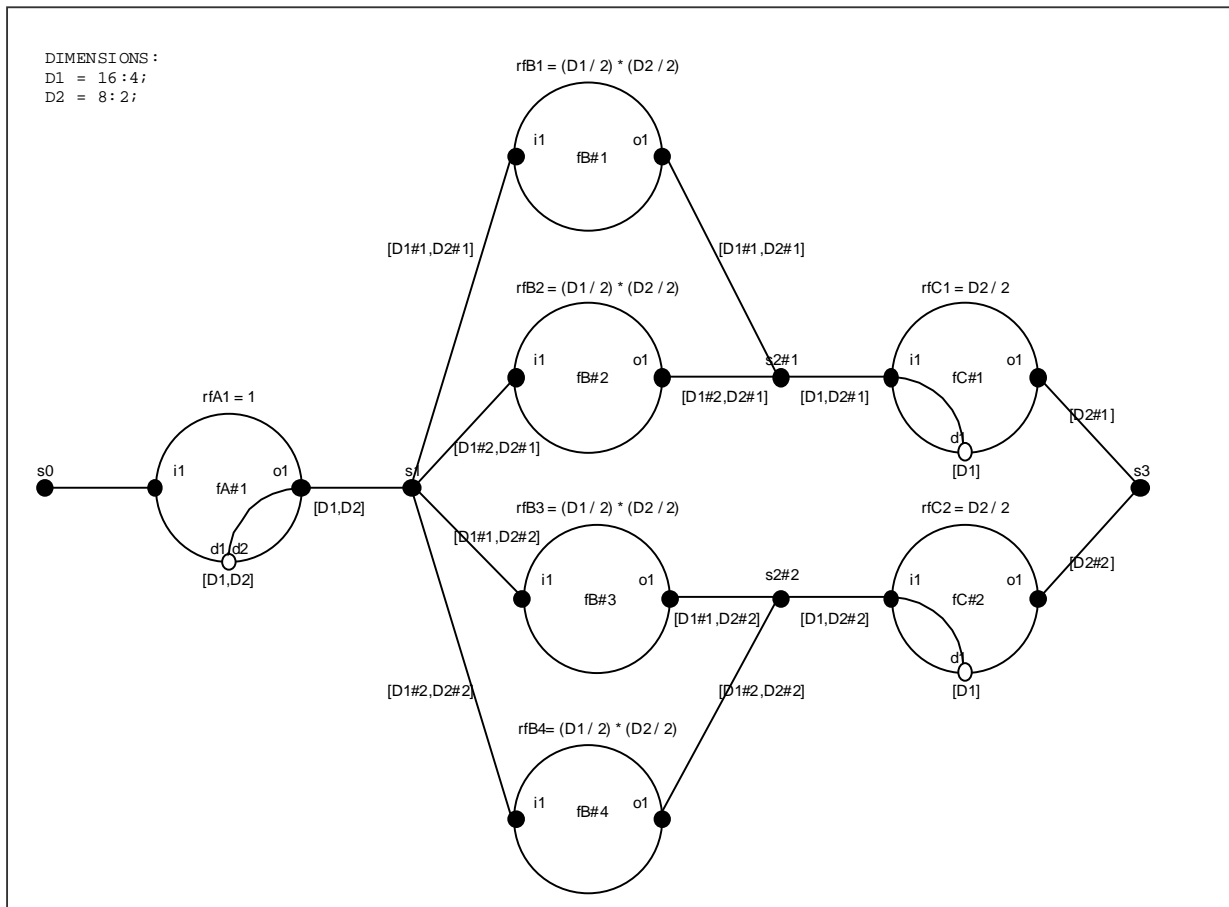 DIMENSIONS:
D1 = 16:4;
D2 = 8:2;
rfB1 = (D1 / 2) * (D2 / 2)
i1
o1
fB#1
[D1#1,D2#1]
[D1#1,D2#1]
rfB2 = (D1 / 2) * (D2 / 2)
rfC1 = D2 / 2
i1
o1
fB#2
s2#1
i1
o1
fC#1
[D1#2,D2#1]
[D1,D2#1]
rfA1 = 1
[D2#1]
d1
[D1#2,D2#1]
s0
i1
o1
fA#1
s1
[D1]
s3
[D1,D2]
rfB3 = (D1 / 2) * (D2 / 2)
rfC2 = D2 / 2
[D1#1,D2#2]
d1 d2
[D1,D2]
i1
o1
fB#3
s2#2
i1
o1
fC#2
[D2#2]
[D1#1,D2#2]
[D1,D2#2]
d1
[D1#2,D2#2]
[D1#2,D2#2]
[D1]
rfB4= (D1 / 2) * (D2 / 2)
i1
o1
fB#4